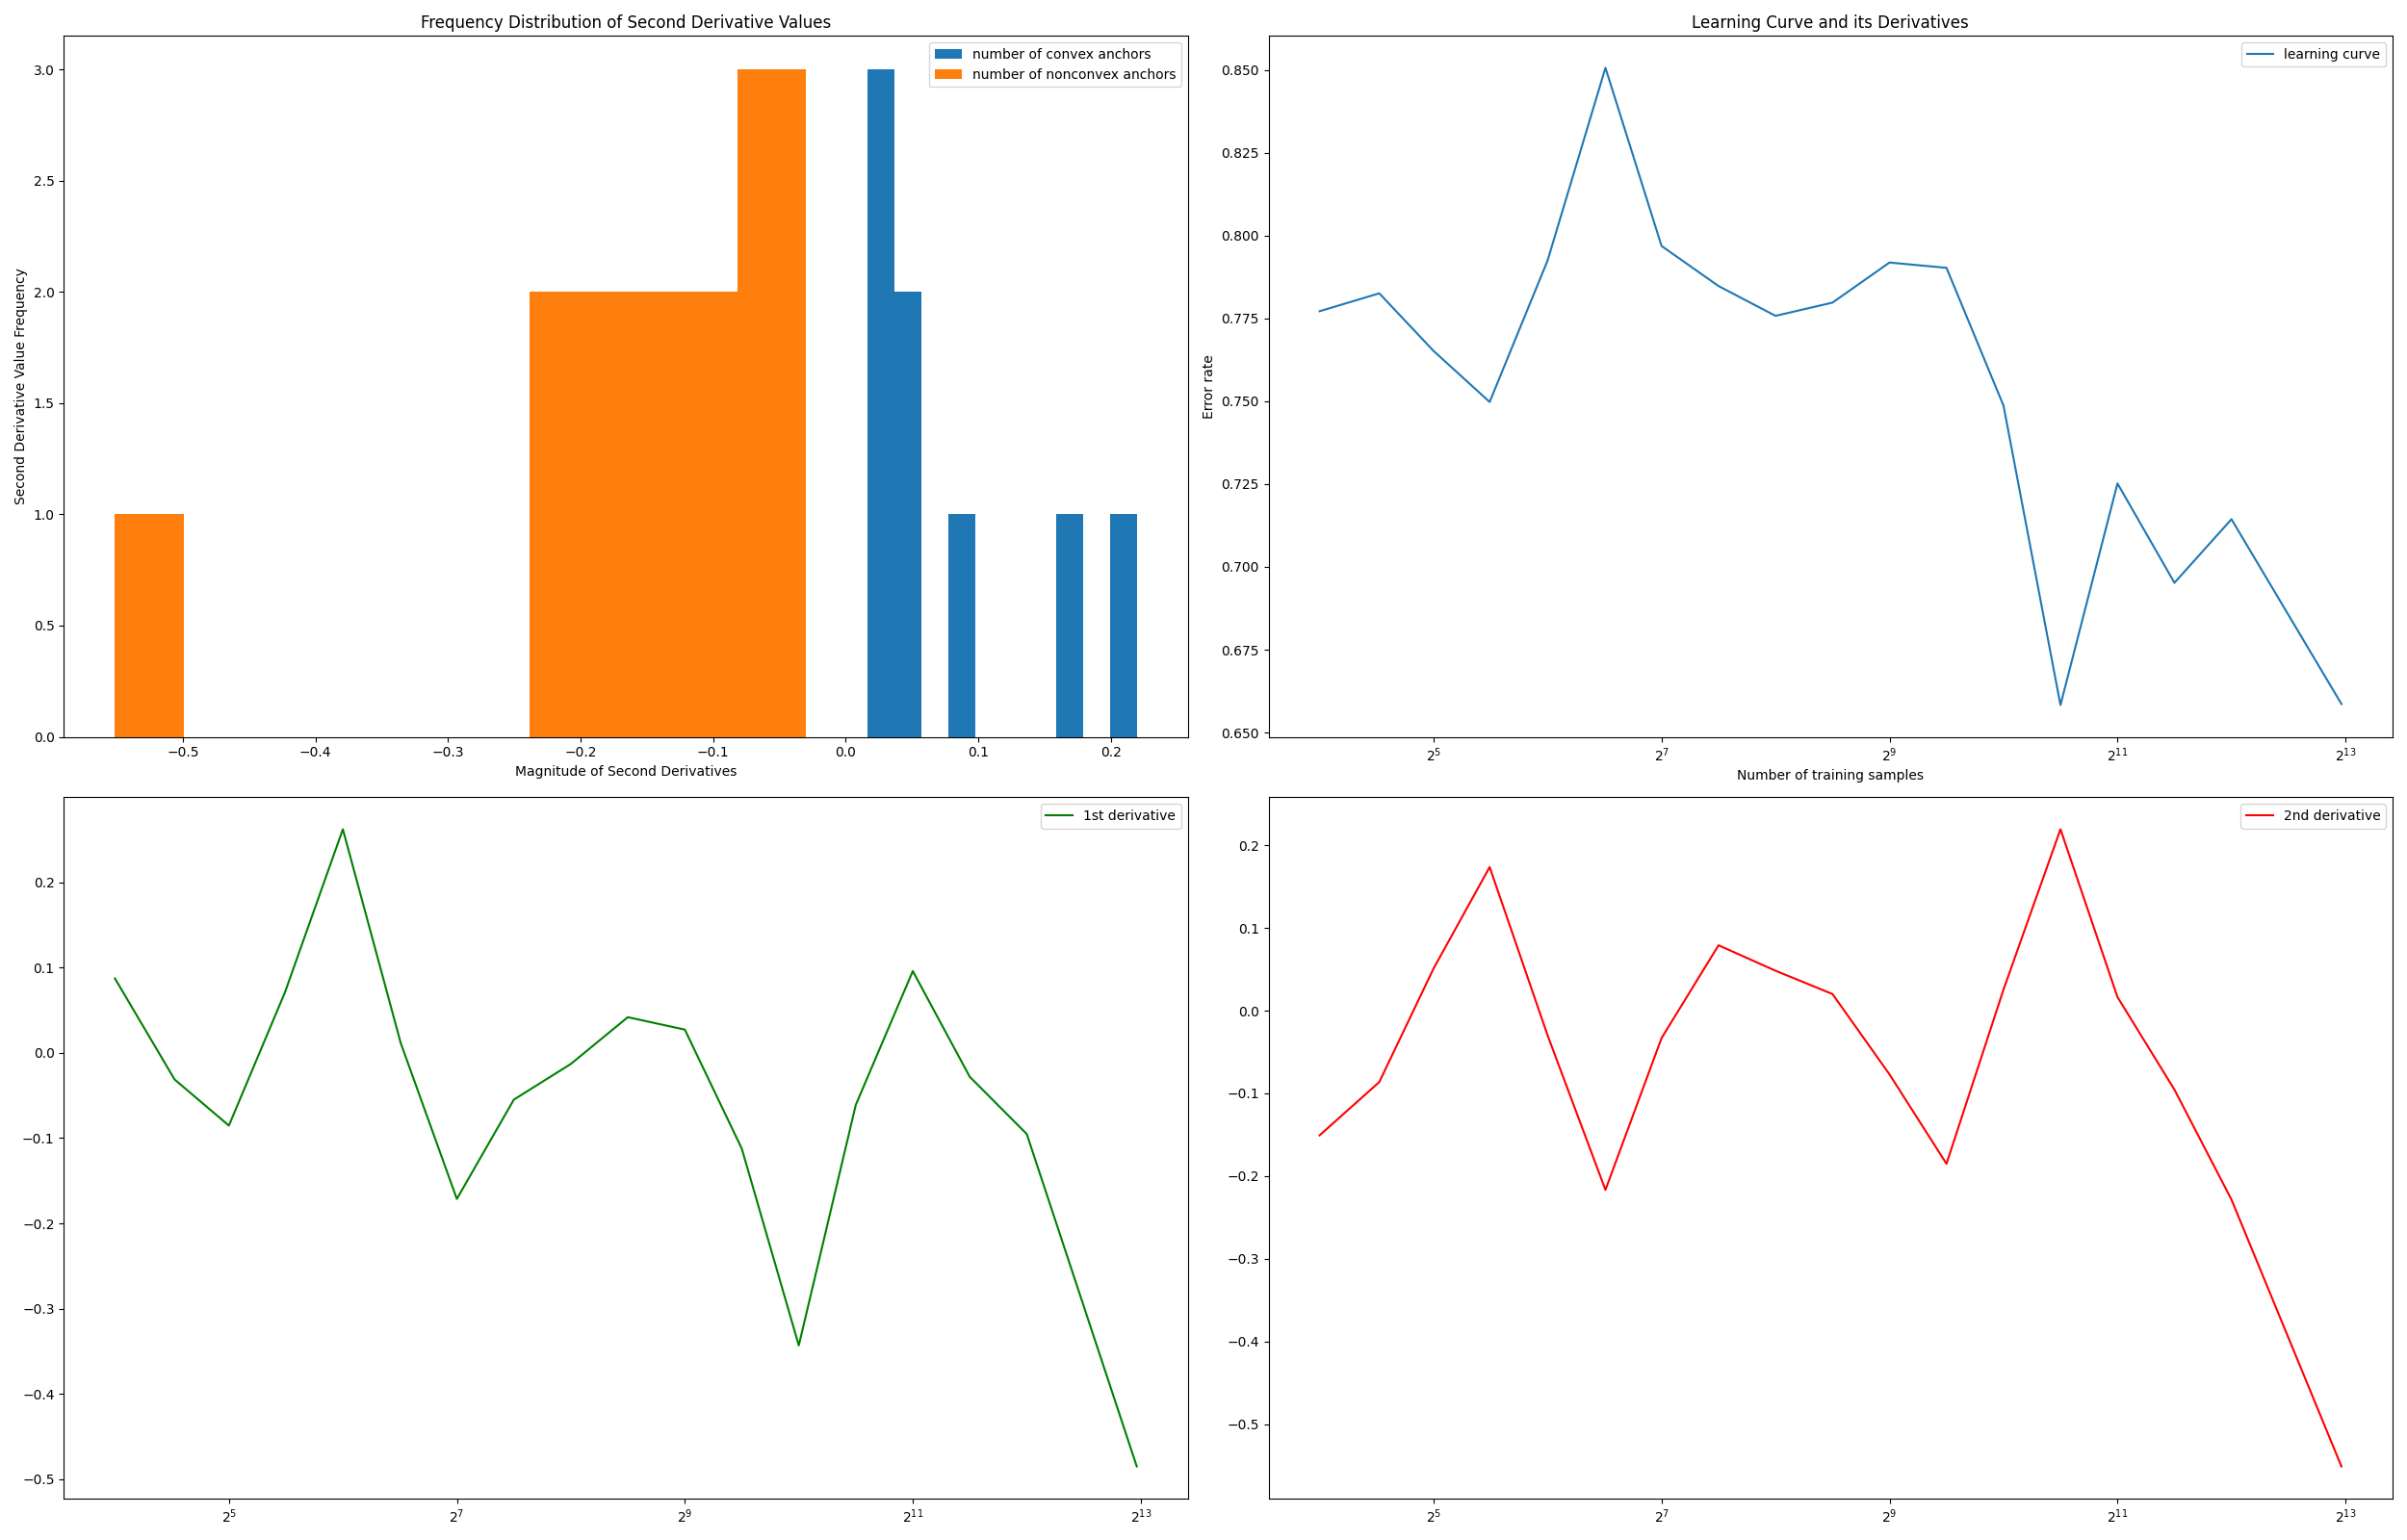 Frequency Distribution of Second Derivative Values
number of convex anchors
number of nonconvex anchors
3.0
2.5
2.0
1.5
1.0
0.5
0.0
Second Derivative Value Frequency
−0.5 −0.4 −0.3 −0.2 −0.1 0.0 0.1 0.2
Magnitude of Second Derivatives
Learning Curve and its Derivatives
learning curve
0.850
0.825
0.800
0.775
0.750
0.725
0.700
0.675
0.650
Error rate
2^5 2^7 2^9 2^11 2^13
Number of training samples
1st derivative
0.2
0.1
0.0
−0.1
−0.2
−0.3
−0.4
−0.5
2^5 2^7 2^9 2^11 2^13
2nd derivative
0.2
0.1
0.0
−0.1
−0.2
−0.3
−0.4
−0.5
2^5 2^7 2^9 2^11 2^13